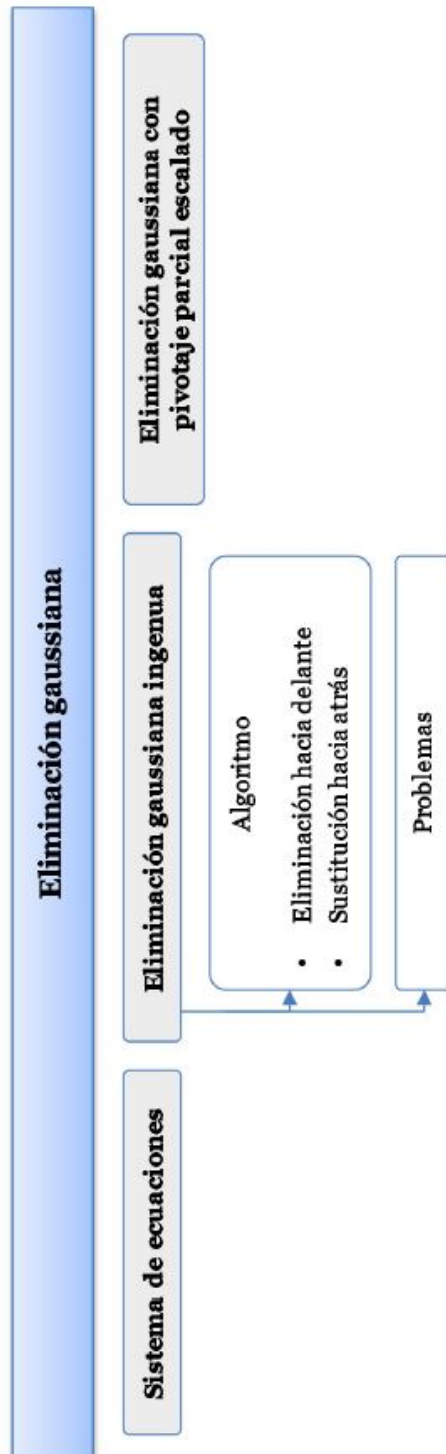 Eliminación gaussiana
Sistema de ecuaciones
Eliminación gaussiana ingenua
Algoritmo
• Eliminación hacia delante
• Sustitución hacia atrás
Problemas
Eliminación gaussiana con
pivotaje parcial escalado